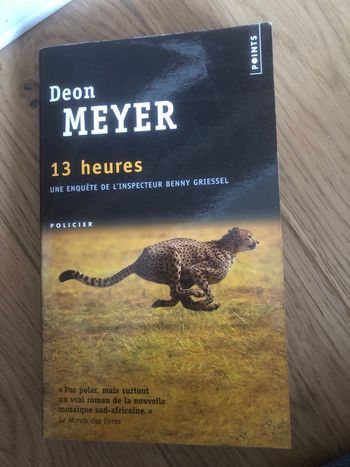 POINTS
Deon
MEYER
13 heures
UNE ENQUÊTE DE L'INSPECTEUR BENNY GRIESSEL
POLICIER
« Pur polar, mais surtout
un vrai roman de la nouvelle
mosaïque sud-africaine. »
Le Monde des livres